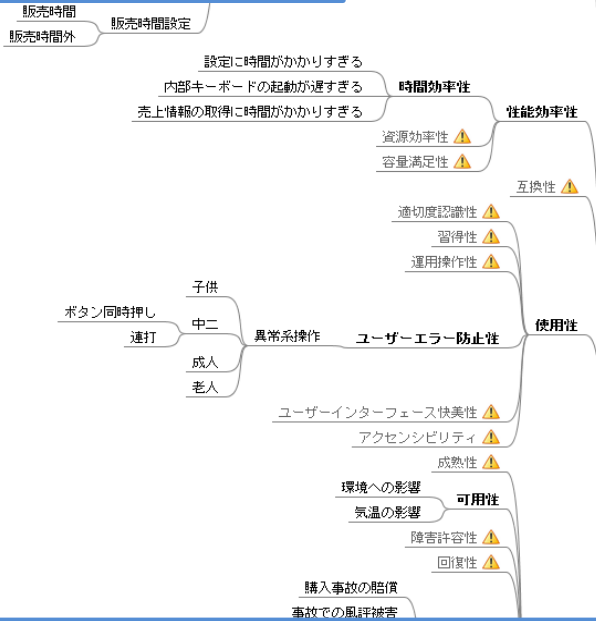 販売時間
販売時間設定
販売時間外
設定に時間がかかりすぎる
内部キーボードの起動が遅すぎる
時間効率性
売上情報の取得に時間がかかりすぎる
性能効率性
資源効率性
容量満足性
互換性
適切度認識性
習得性
運用操作性
子供
ボタン同時押し
中二
連打
異常系操作
ユーザーエラー防止性
使用性
成人
老人
ユーザーインターフェース快美性
アクセンシビリティ
成熟性
環境への影響
可用性
気温の影響
障害許容性
回復性
購入事故の賠償
事故での風評被害